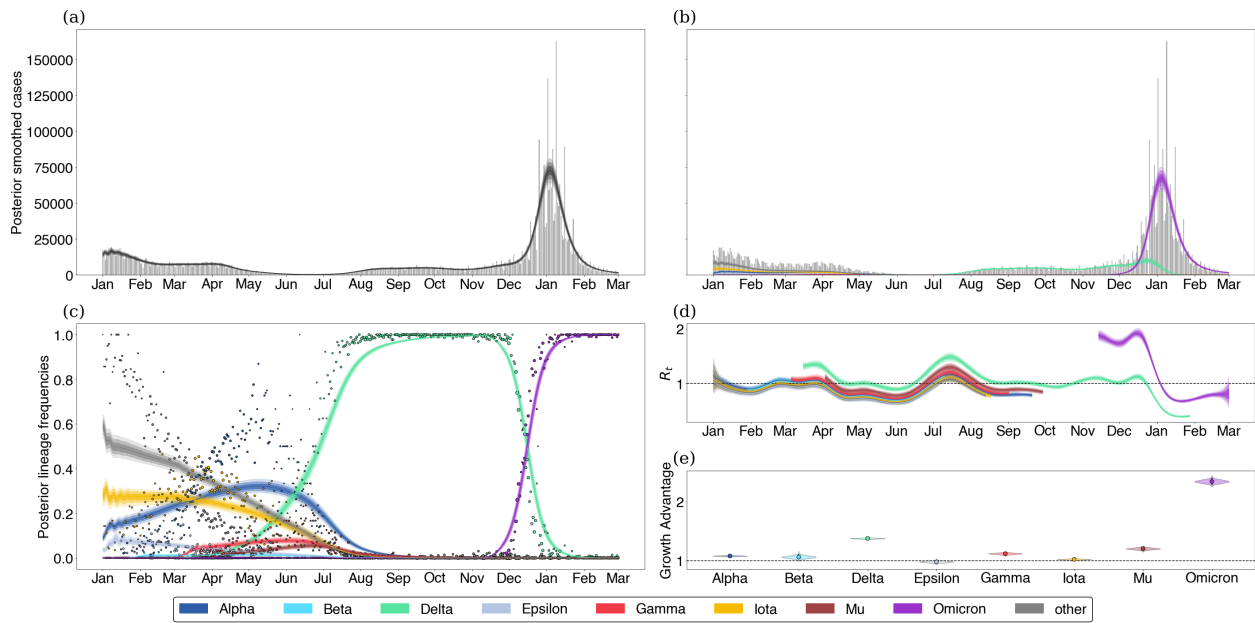 (a)
(b)
Posterior smoothed cases
150000
125000
100000
75000
50000
25000
0
Jan Feb Mar Apr May Jun Jul Aug Sep Oct Nov Dec Jan Feb Mar
Jan Feb Mar Apr May Jun Jul Aug Sep Oct Nov Dec Jan Feb Mar
(c)
Posterior lineage frequencies
1.0
0.8
0.6
0.4
0.2
0.0
Jan Feb Mar Apr May Jun Jul Aug Sep Oct Nov Dec Jan Feb Mar
(d)
Rt
2
1
Jan Feb Mar Apr May Jun Jul Aug Sep Oct Nov Dec Jan Feb Mar
(e)
Growth Advantage
2
1
Alpha Beta Delta Epsilon Gamma Iota Mu Omicron
Alpha Beta Delta Epsilon Gamma Iota Mu Omicron other